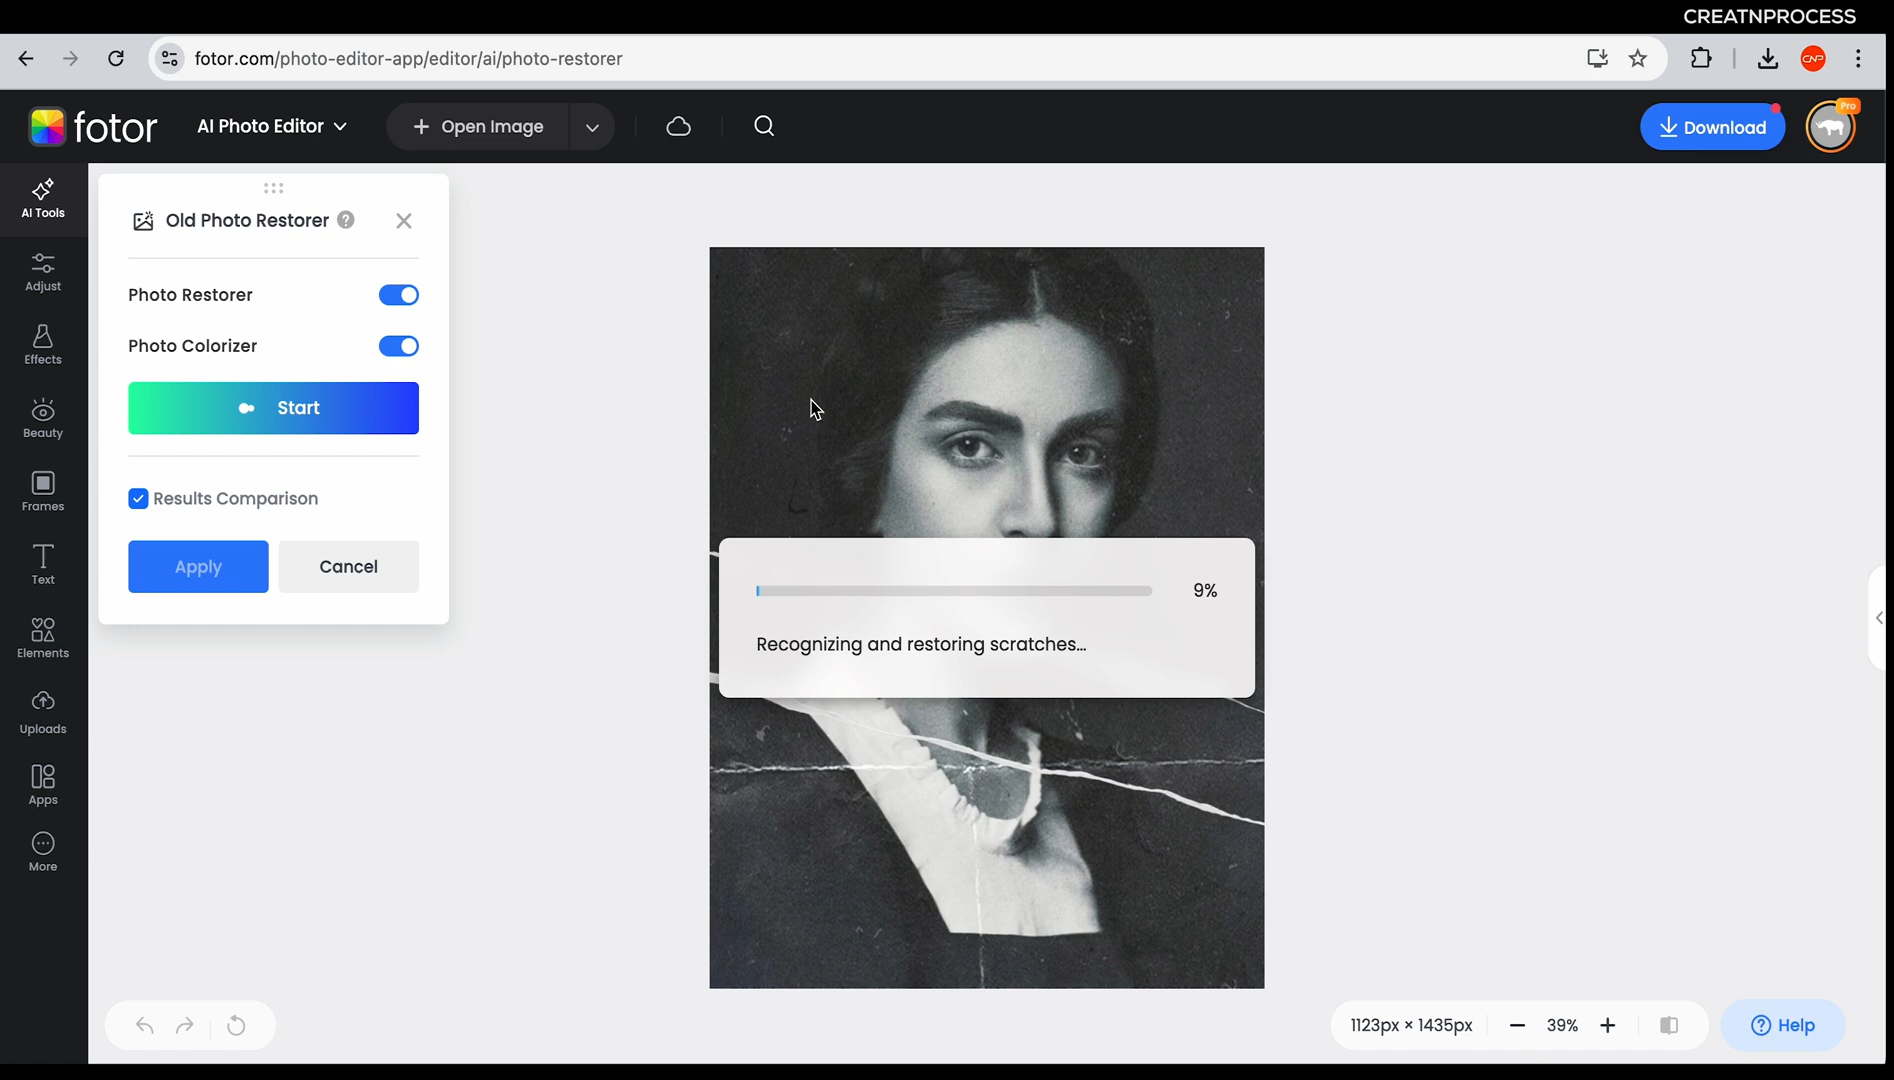 CREATNPROCESS
fotor.com/photo-editor-app/editor/ai/photo-restorer
CNP
fotor
AI Photo Editor
+ Open Image
Download
Pro
AI Tools
Adjust
Effects
Beauty
Frames
Text
Elements
Uploads
Apps
More
Old Photo Restorer ?
Photo Restorer
Photo Colorizer
Start
Results Comparison
Apply
Cancel
9%
Recognizing and restoring scratches...
1123px × 1435px
39%
Help